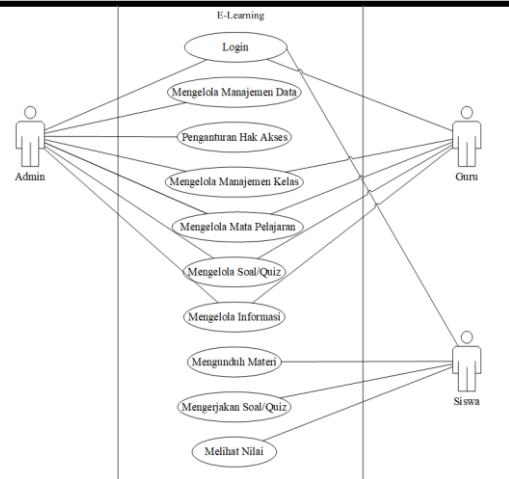 E-Learning
Login
Mengelola Manajemen Data
Penganturan Hak Akses
Admin
Guru
Mengelola Manajemen Kelas
Mengelola Mata Pelajaran
Mengelola Soal/Quiz
Mengelola Informasi
Mengunduh Materi
Mengerjakan Soal/Quiz
Siswa
Melihat Nilai